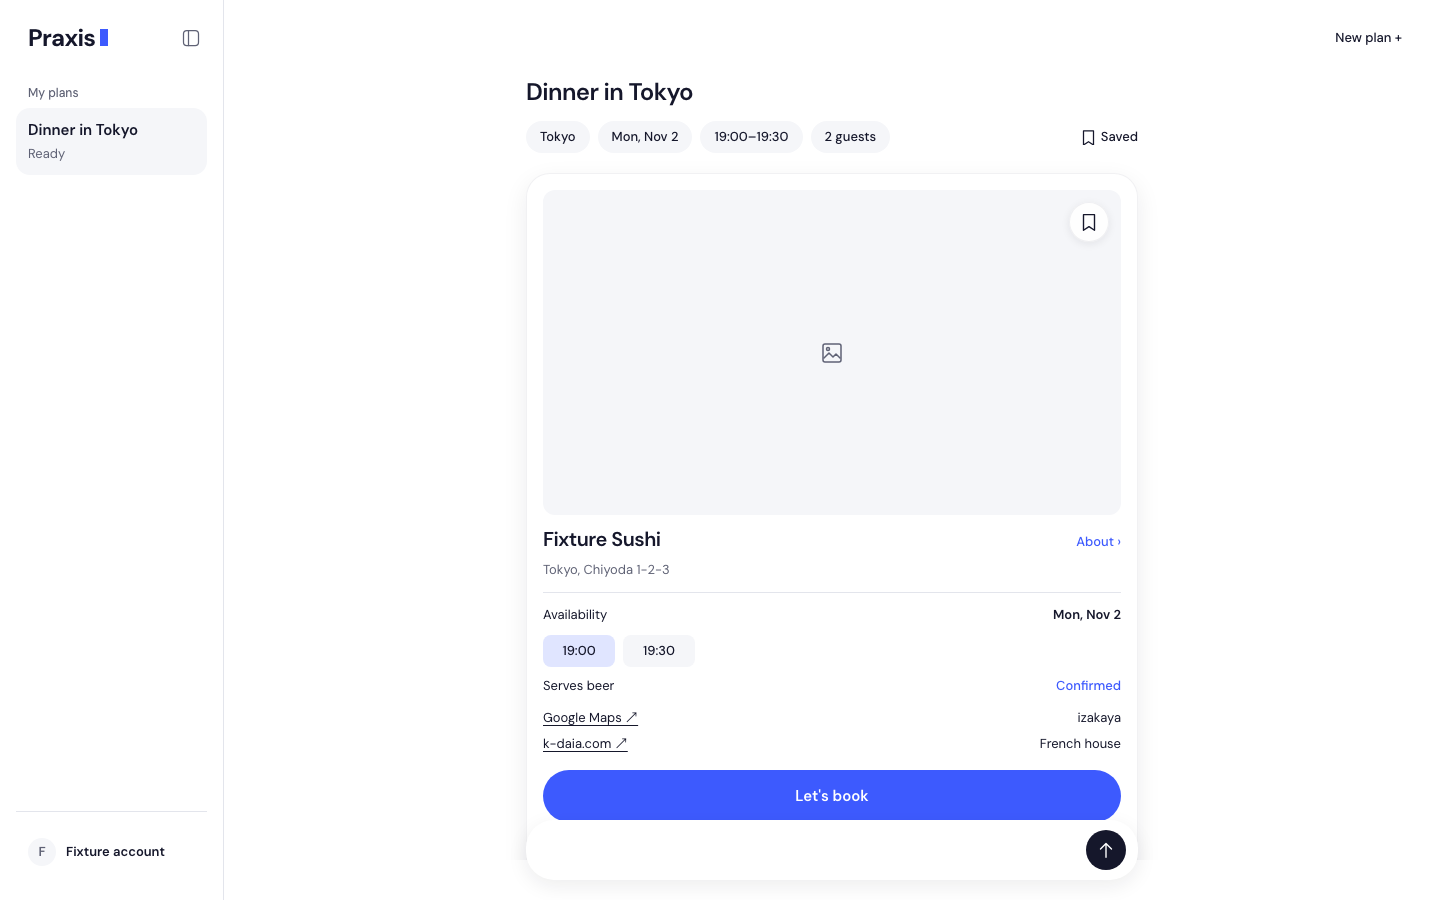 Praxis
New plan +
My plans
Dinner in Tokyo
Ready
Dinner in Tokyo
Tokyo
Mon, Nov 2
19:00–19:30
2 guests
Saved
Fixture Sushi
About ›
Tokyo, Chiyoda 1-2-3
Availability
Mon, Nov 2
19:00
19:30
Serves beer
Confirmed
Google Maps ↗
izakaya
k-daia.com ↗
French house
Let's book
F
Fixture account